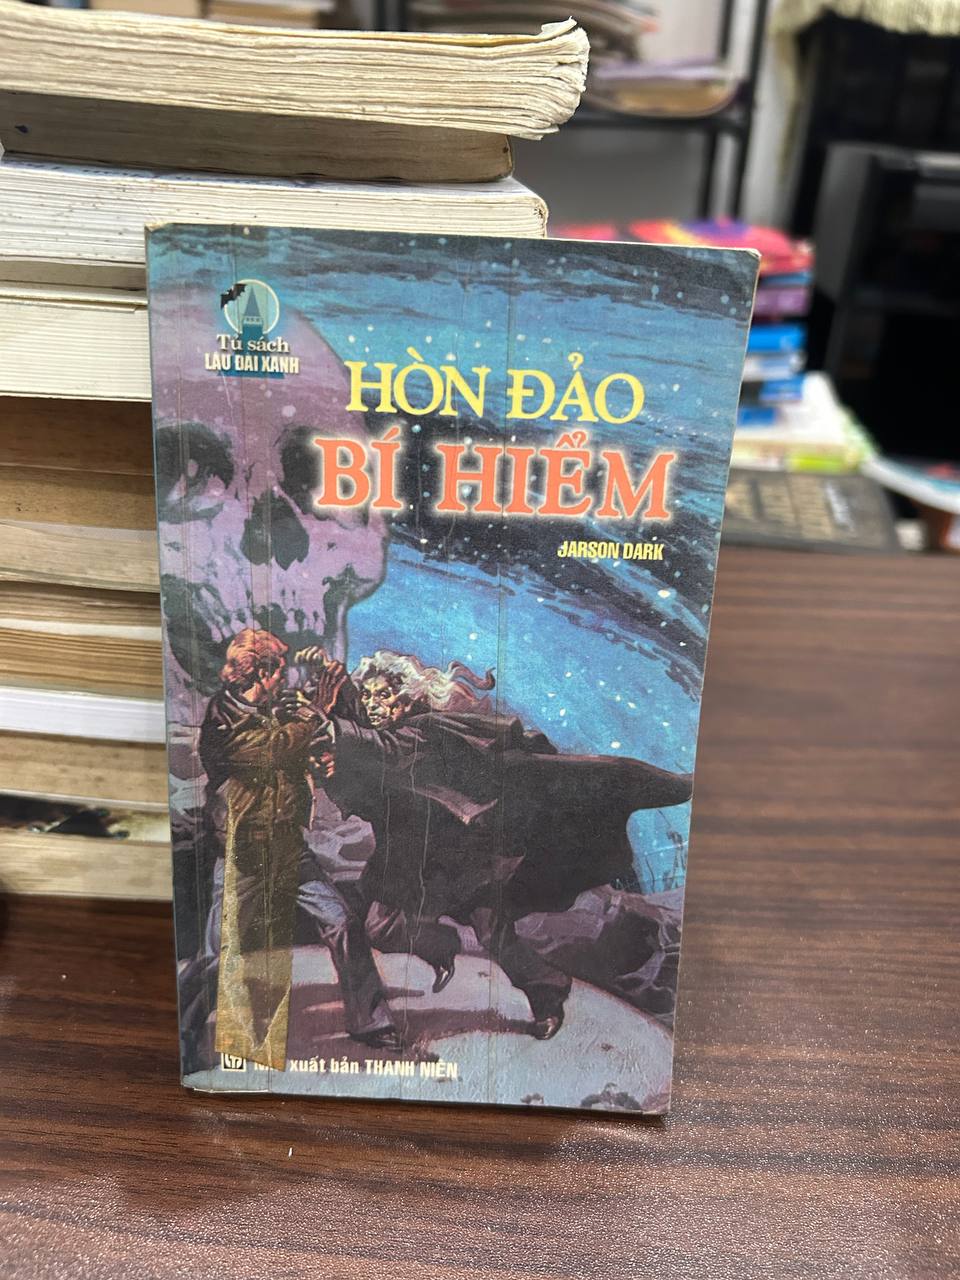 Tủ sách
LÂU ĐÀI XANH
HÒN ĐẢO
BÍ HIỂM
JARSON DARK
xuất bản THANH NIÊN